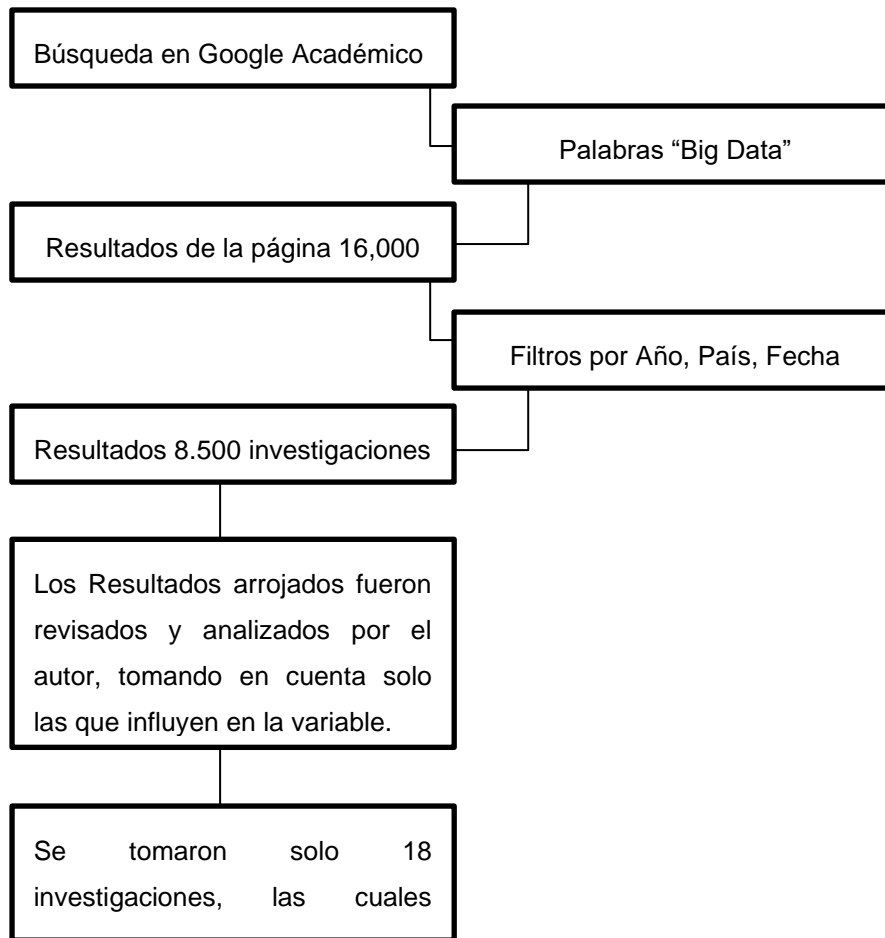 Búsqueda en Google Académico
Palabras “Big Data”
Resultados de la página 16,000
Filtros por Año, País, Fecha
Resultados 8.500 investigaciones
Los Resultados arrojados fueron
revisados y analizados por el
autor, tomando en cuenta solo
las que influyen en la variable.
Se tomaron solo 18
investigaciones, las cuales